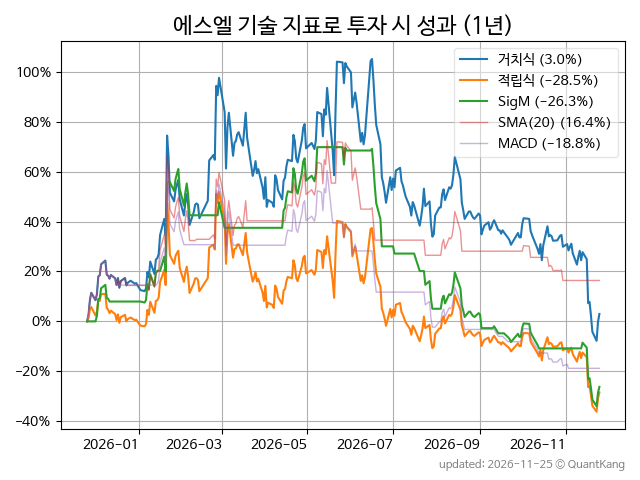 에스엘 기술 지표로 투자 시 성과 (1년)
거치식 (3.0%)
적립식 (−28.5%)
SigM (−26.3%)
SMA(20) (16.4%)
MACD (−18.8%)
100%
80%
60%
40%
20%
0%
−20%
−40%
2026-01
2026-03
2026-05
2026-07
2026-09
2026-11
updated: 2026-11-25 © QuantKang